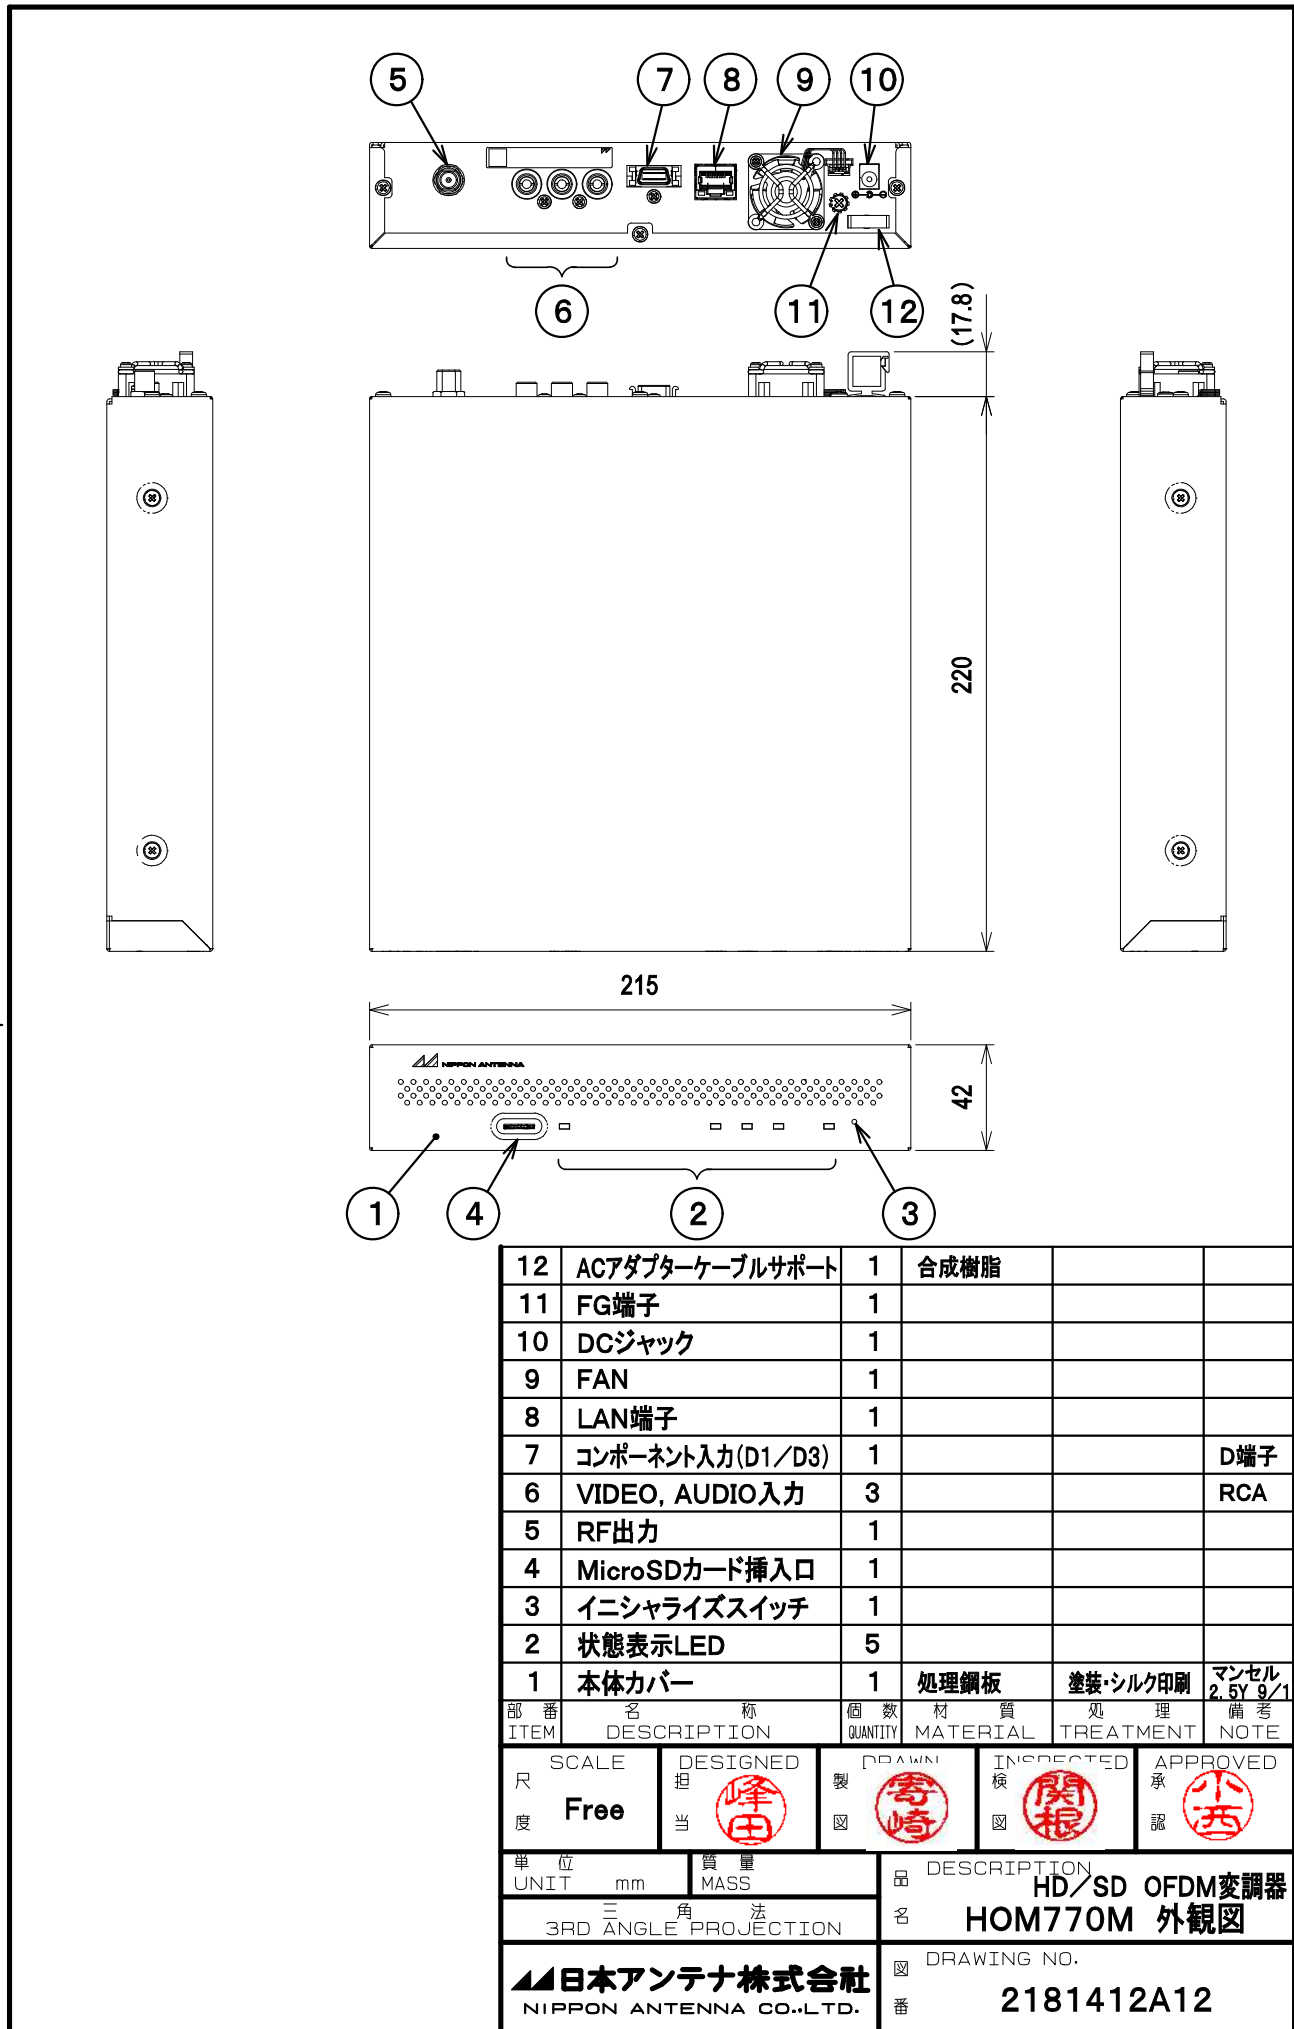 5 7 8 9 10
6 11 12
(17.8)
220
215
NIPPON ANTENNA
42
1 4 2 3
12 ACアダプターケーブルサポート 1 合成樹脂
11 FG端子 1
10 DCジャック 1
9 FAN 1
8 LAN端子 1
7 コンポーネント入力(D1／D3) 1 D端子
6 VIDEO, AUDIO入力 3 RCA
5 RF出力 1
4 MicroSDカード挿入口 1
3 イニシャライズスイッチ 1
2 状態表示LED 5
1 本体カバー 1 処理鋼板 塗装・シルク印刷 マンセル 2.5Y 9/1
部番 名称 個数 材質 処理 備考
ITEM DESCRIPTION QUANTITY MATERIAL TREATMENT NOTE
SCALE DESIGNED DRAWN INSPECTED APPROVED
尺度 Free 担当 峰田 製図 寄崎 検図 関根 承認 小西
単位 質量
UNIT mm MASS
三角法
3RD ANGLE PROJECTION
品名 DESCRIPTION
HD／SD OFDM変調器
HOM770M 外観図
日本アンテナ株式会社
NIPPON ANTENNA CO.,LTD.
図番 DRAWING NO.
2181412A12